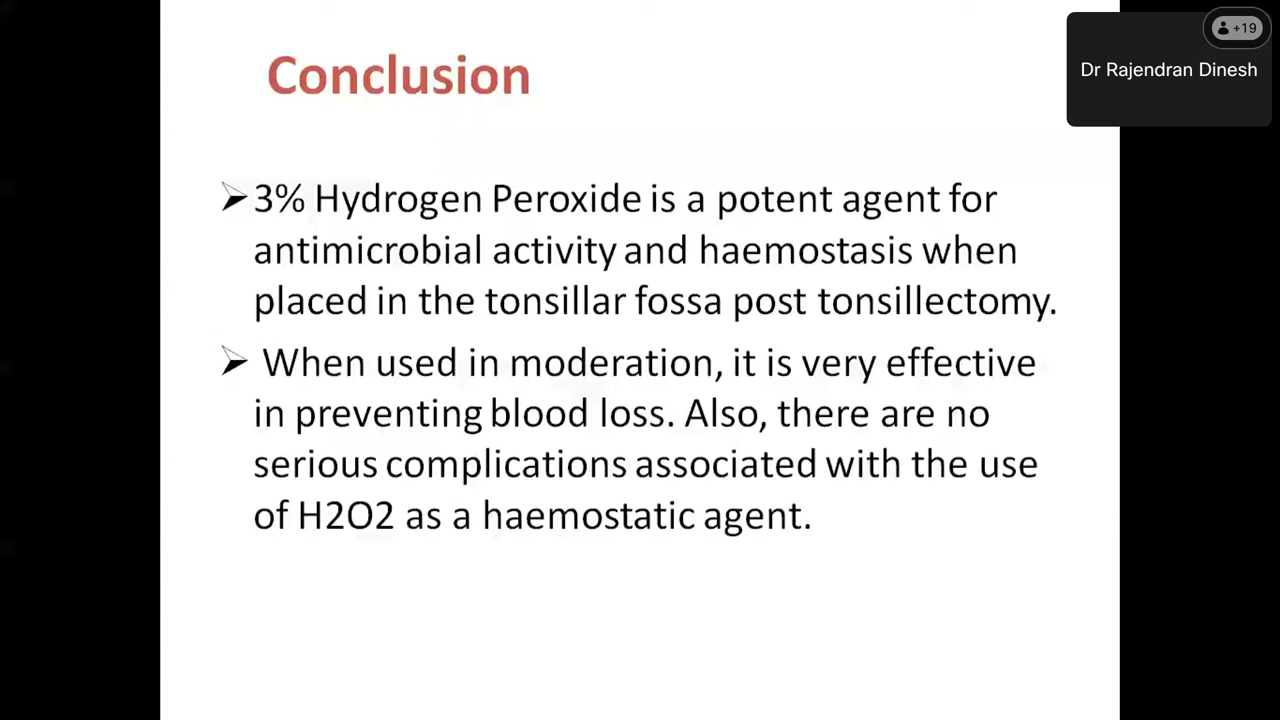 Conclusion
+19
Dr Rajendran Dinesh
➢3% Hydrogen Peroxide is a potent agent for
antimicrobial activity and haemostasis when
placed in the tonsillar fossa post tonsillectomy.
➢ When used in moderation, it is very effective
in preventing blood loss. Also, there are no
serious complications associated with the use
of H2O2 as a haemostatic agent.